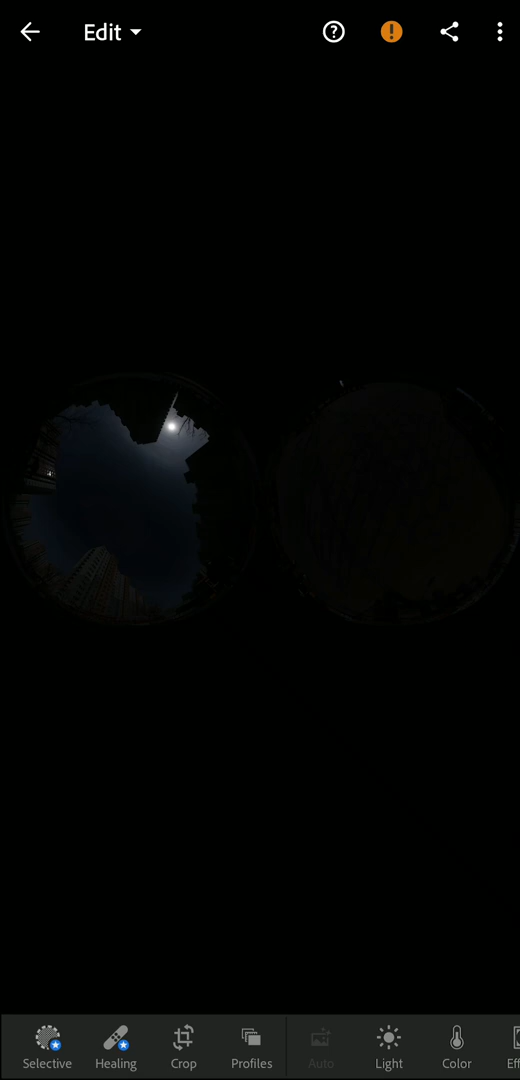 Edit
Selective
Healing
Crop
Profiles
Auto
Light
Color
Eff